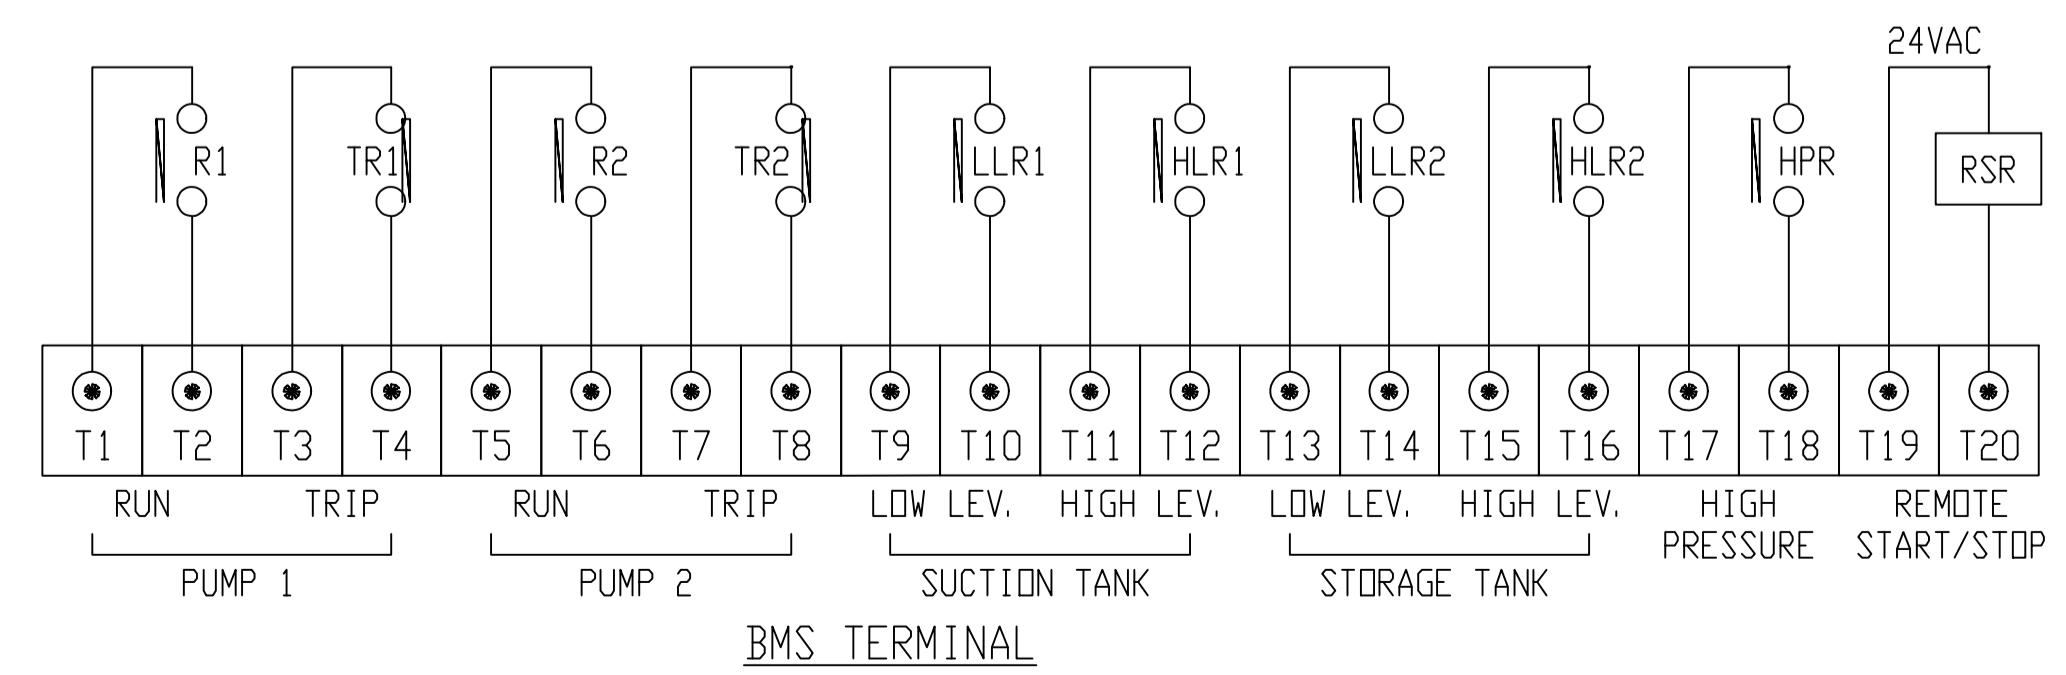 24VAC
R1 TR1 R2 TR2 LLR1 HLR1 LLR2 HLR2 HPR RSR
T1 T2 T3 T4 T5 T6 T7 T8 T9 T10 T11 T12 T13 T14 T15 T16 T17 T18 T19 T20
RUN TRIP RUN TRIP LOW LEV. HIGH LEV. LOW LEV. HIGH LEV. HIGH REMOTE
PRESSURE START/STOP
PUMP 1 PUMP 2 SUCTION TANK STORAGE TANK
BMS TERMINAL